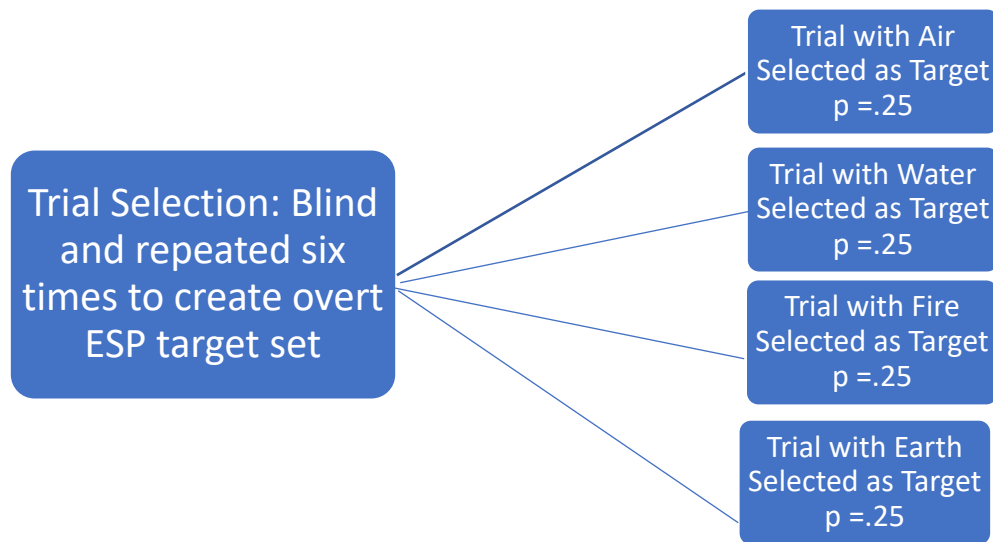 Trial Selection: Blind
and repeated six
times to create overt
ESP target set
Trial with Air
Selected as Target
p =.25
Trial with Water
Selected as Target
p =.25
Trial with Fire
Selected as Target
p =.25
Trial with Earth
Selected as Target
p =.25